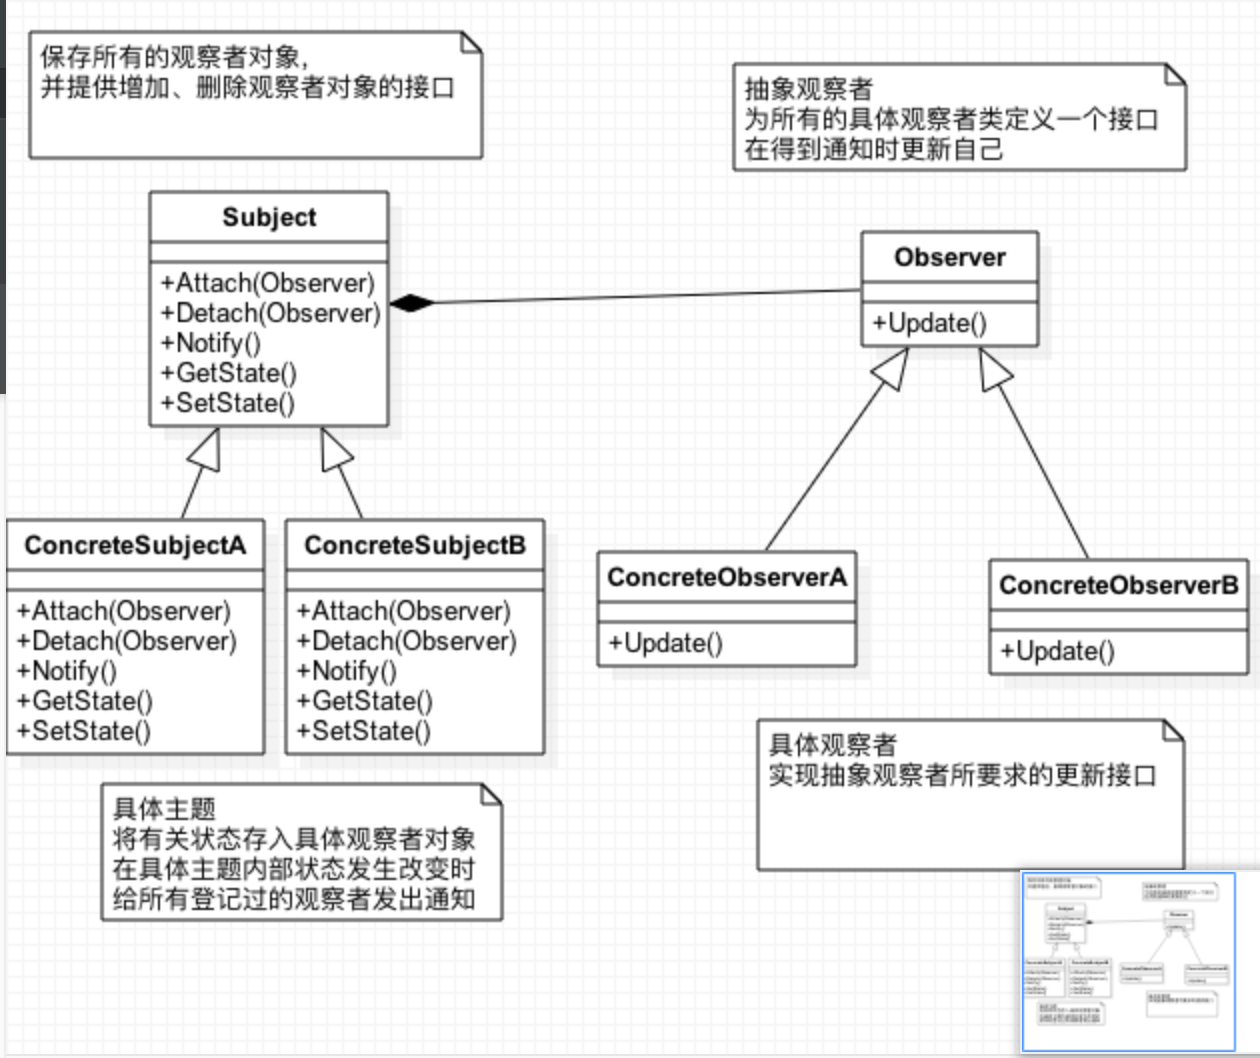 保存所有的观察者对象,
并提供增加、删除观察者对象的接口
抽象观察者
为所有的具体观察者类定义一个接口
在得到通知时更新自己
Subject
+Attach(Observer)
+Detach(Observer)
+Notify()
+GetState()
+SetState()
Observer
+Update()
ConcreteSubjectA
+Attach(Observer)
+Detach(Observer)
+Notify()
+GetState()
+SetState()
ConcreteSubjectB
+Attach(Observer)
+Detach(Observer)
+Notify()
+GetState()
+SetState()
ConcreteObserverA
+Update()
ConcreteObserverB
+Update()
具体观察者
实现抽象观察者所要求的更新接口
具体主题
将有关状态存入具体观察者对象
在具体主题内部状态发生改变时
给所有登记过的观察者发出通知